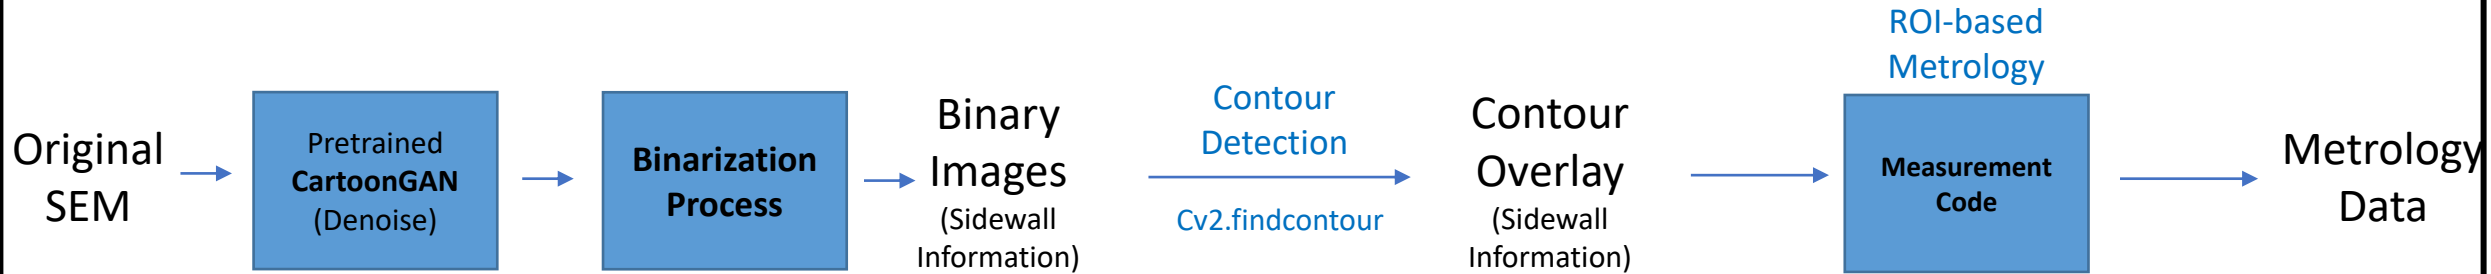 Original
SEM
Pretrained
CartoonGAN
(Denoise)
Binarization
Process
Binary
Images
(Sidewall
Information)
Contour
Detection
Cv2.findcontour
Contour
Overlay
(Sidewall
Information)
ROI-based
Metrology
Measurement
Code
Metrology
Data